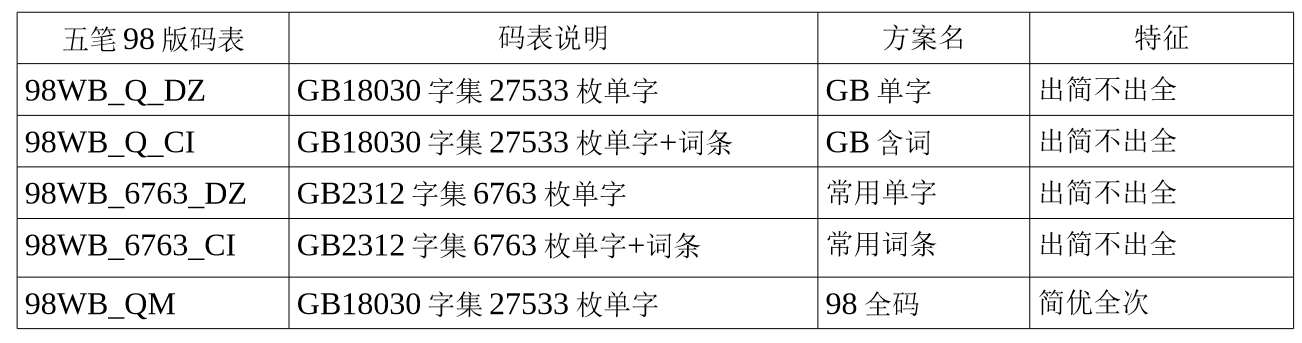 五笔 98 版码表 码表说明 方案名 特征
98WB_Q_DZ GB18030 字集 27533 枚单字 GB 单字 出简不出全
98WB_Q_CI GB18030 字集 27533 枚单字+词条 GB 含词 出简不出全
98WB_6763_DZ GB2312 字集 6763 枚单字 常用单字 出简不出全
98WB_6763_CI GB2312 字集 6763 枚单字+词条 常用词条 出简不出全
98WB_QM GB18030 字集 27533 枚单字 98 全码 简优全次